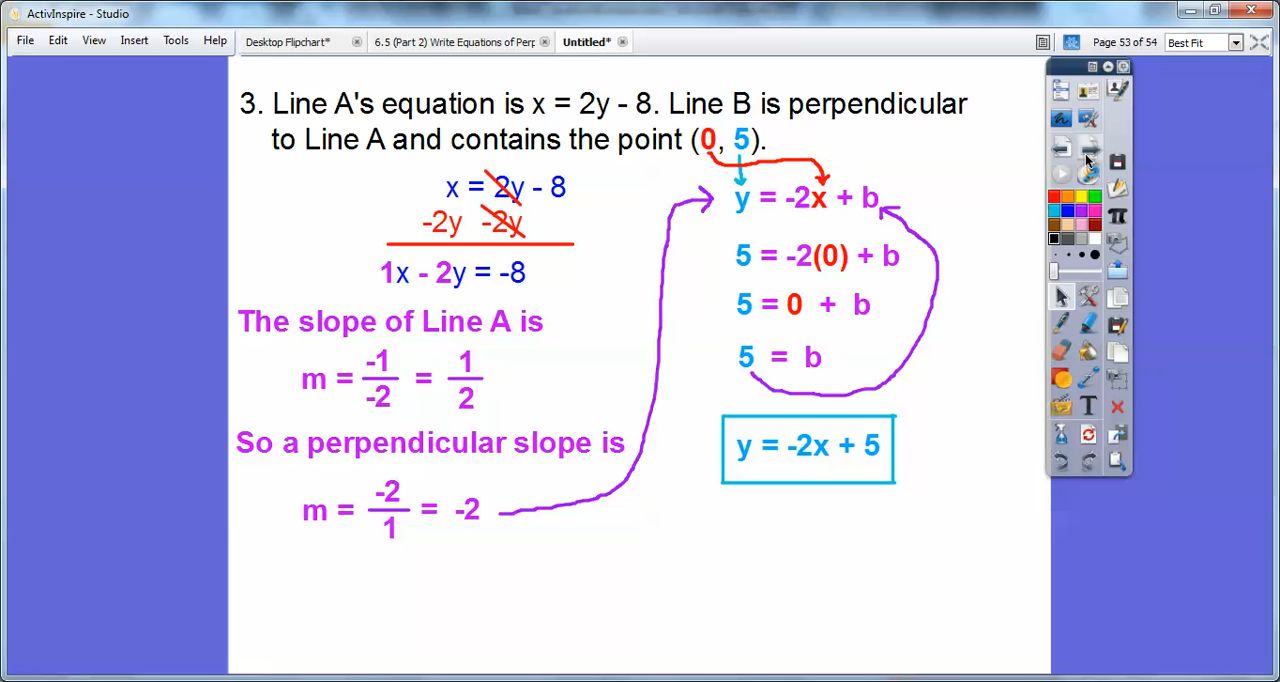 ActivInspire - Studio
File Edit View Insert Tools Help
Desktop Flipchart* 6.5 (Part 2) Write Equations of Perp Untitled*
Page 53 of 54 Best Fit
3. Line A's equation is x = 2y - 8. Line B is perpendicular
to Line A and contains the point (0, 5).
x = 2y - 8
-2y -2y
1x - 2y = -8
The slope of Line A is
m = -1/-2 = 1/2
So a perpendicular slope is
m = -2/1 = -2
y = -2x + b
5 = -2(0) + b
5 = 0 + b
5 = b
y = -2x + 5